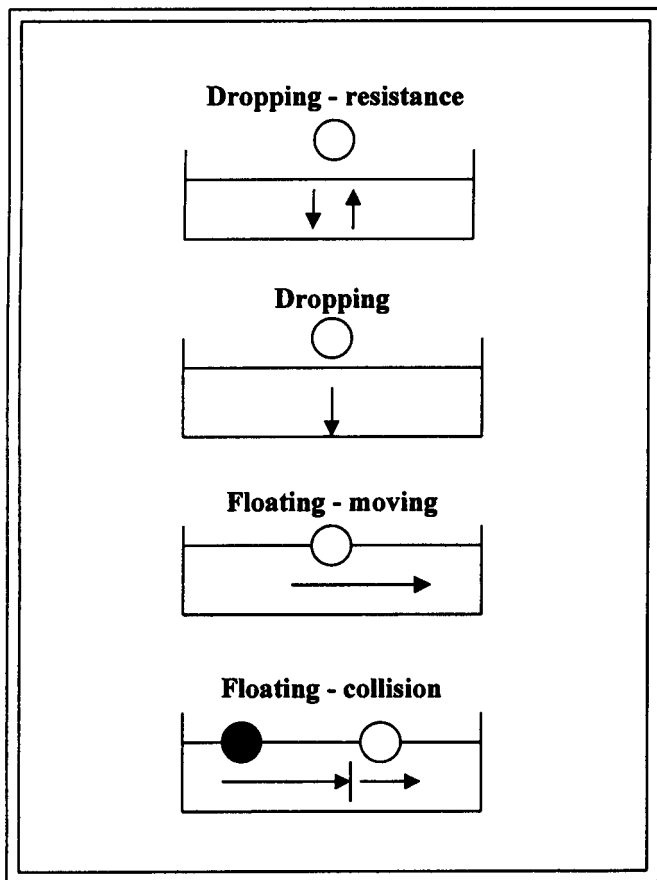 Dropping - resistance
Dropping
Floating - moving
Floating - collision